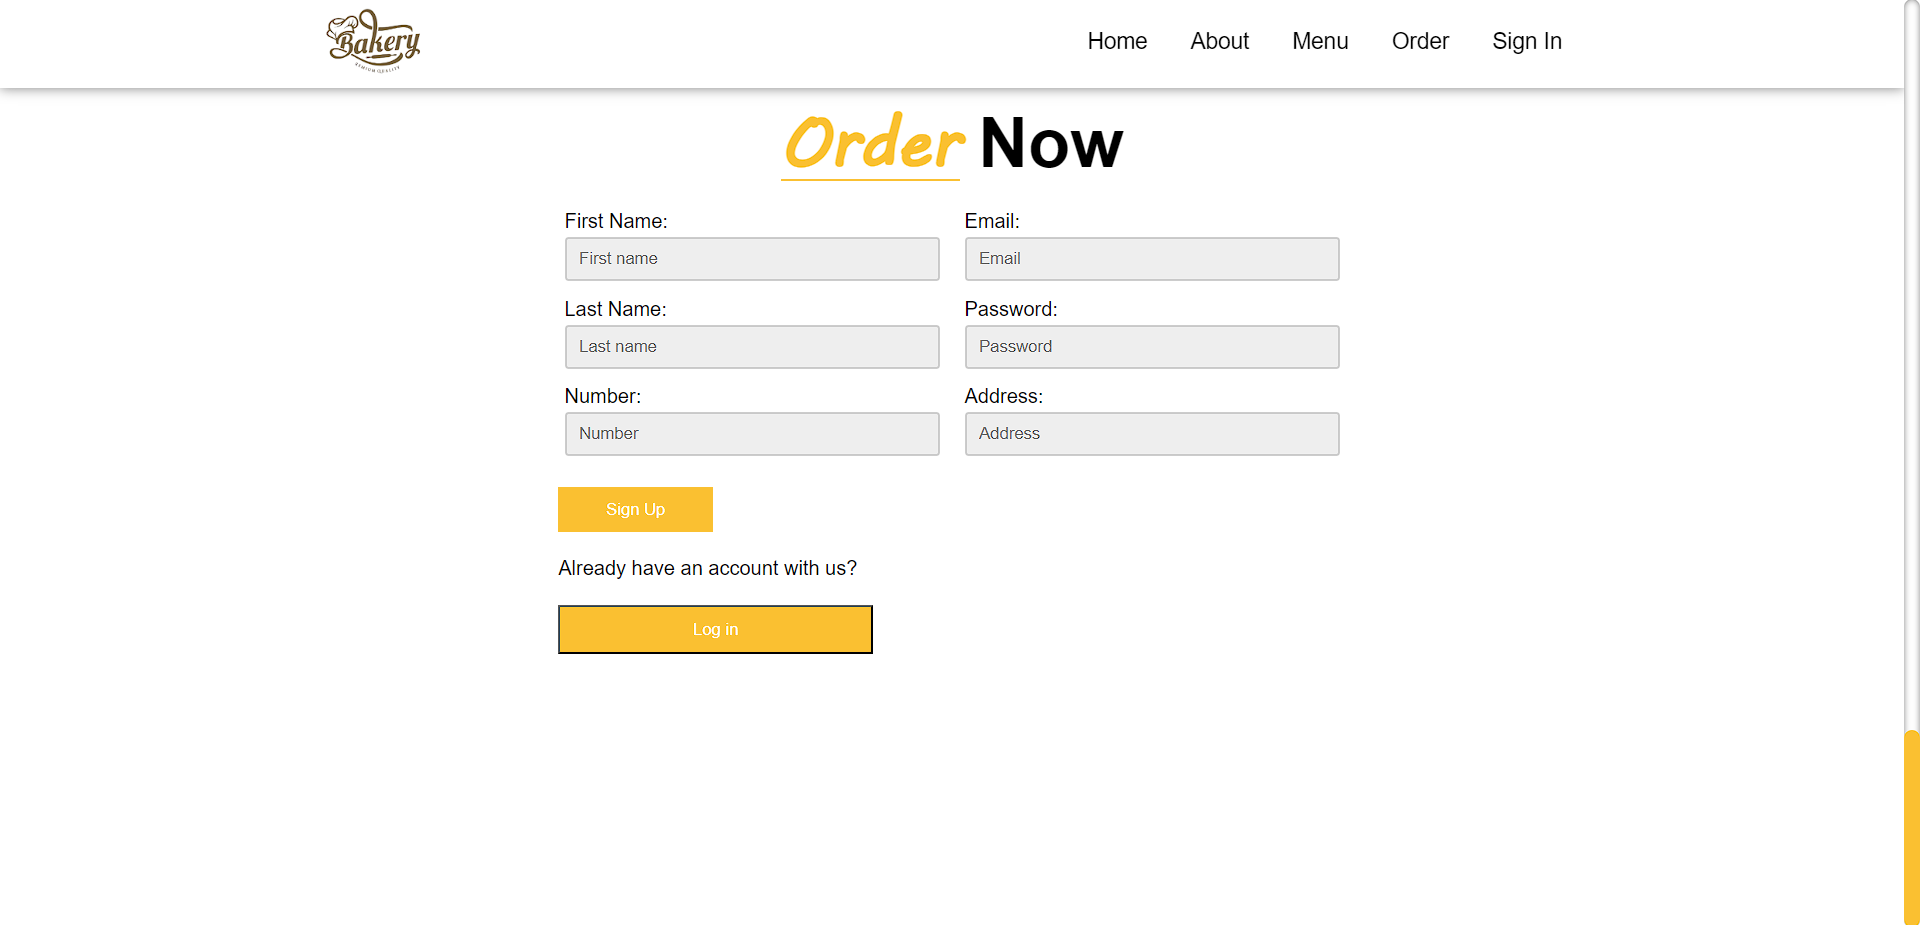 Bakery
Home About Menu Order Sign In
Order Now
First Name: Email:
First name Email
Last Name: Password:
Last name Password
Number: Address:
Number Address
Sign Up
Already have an account with us?
Log in